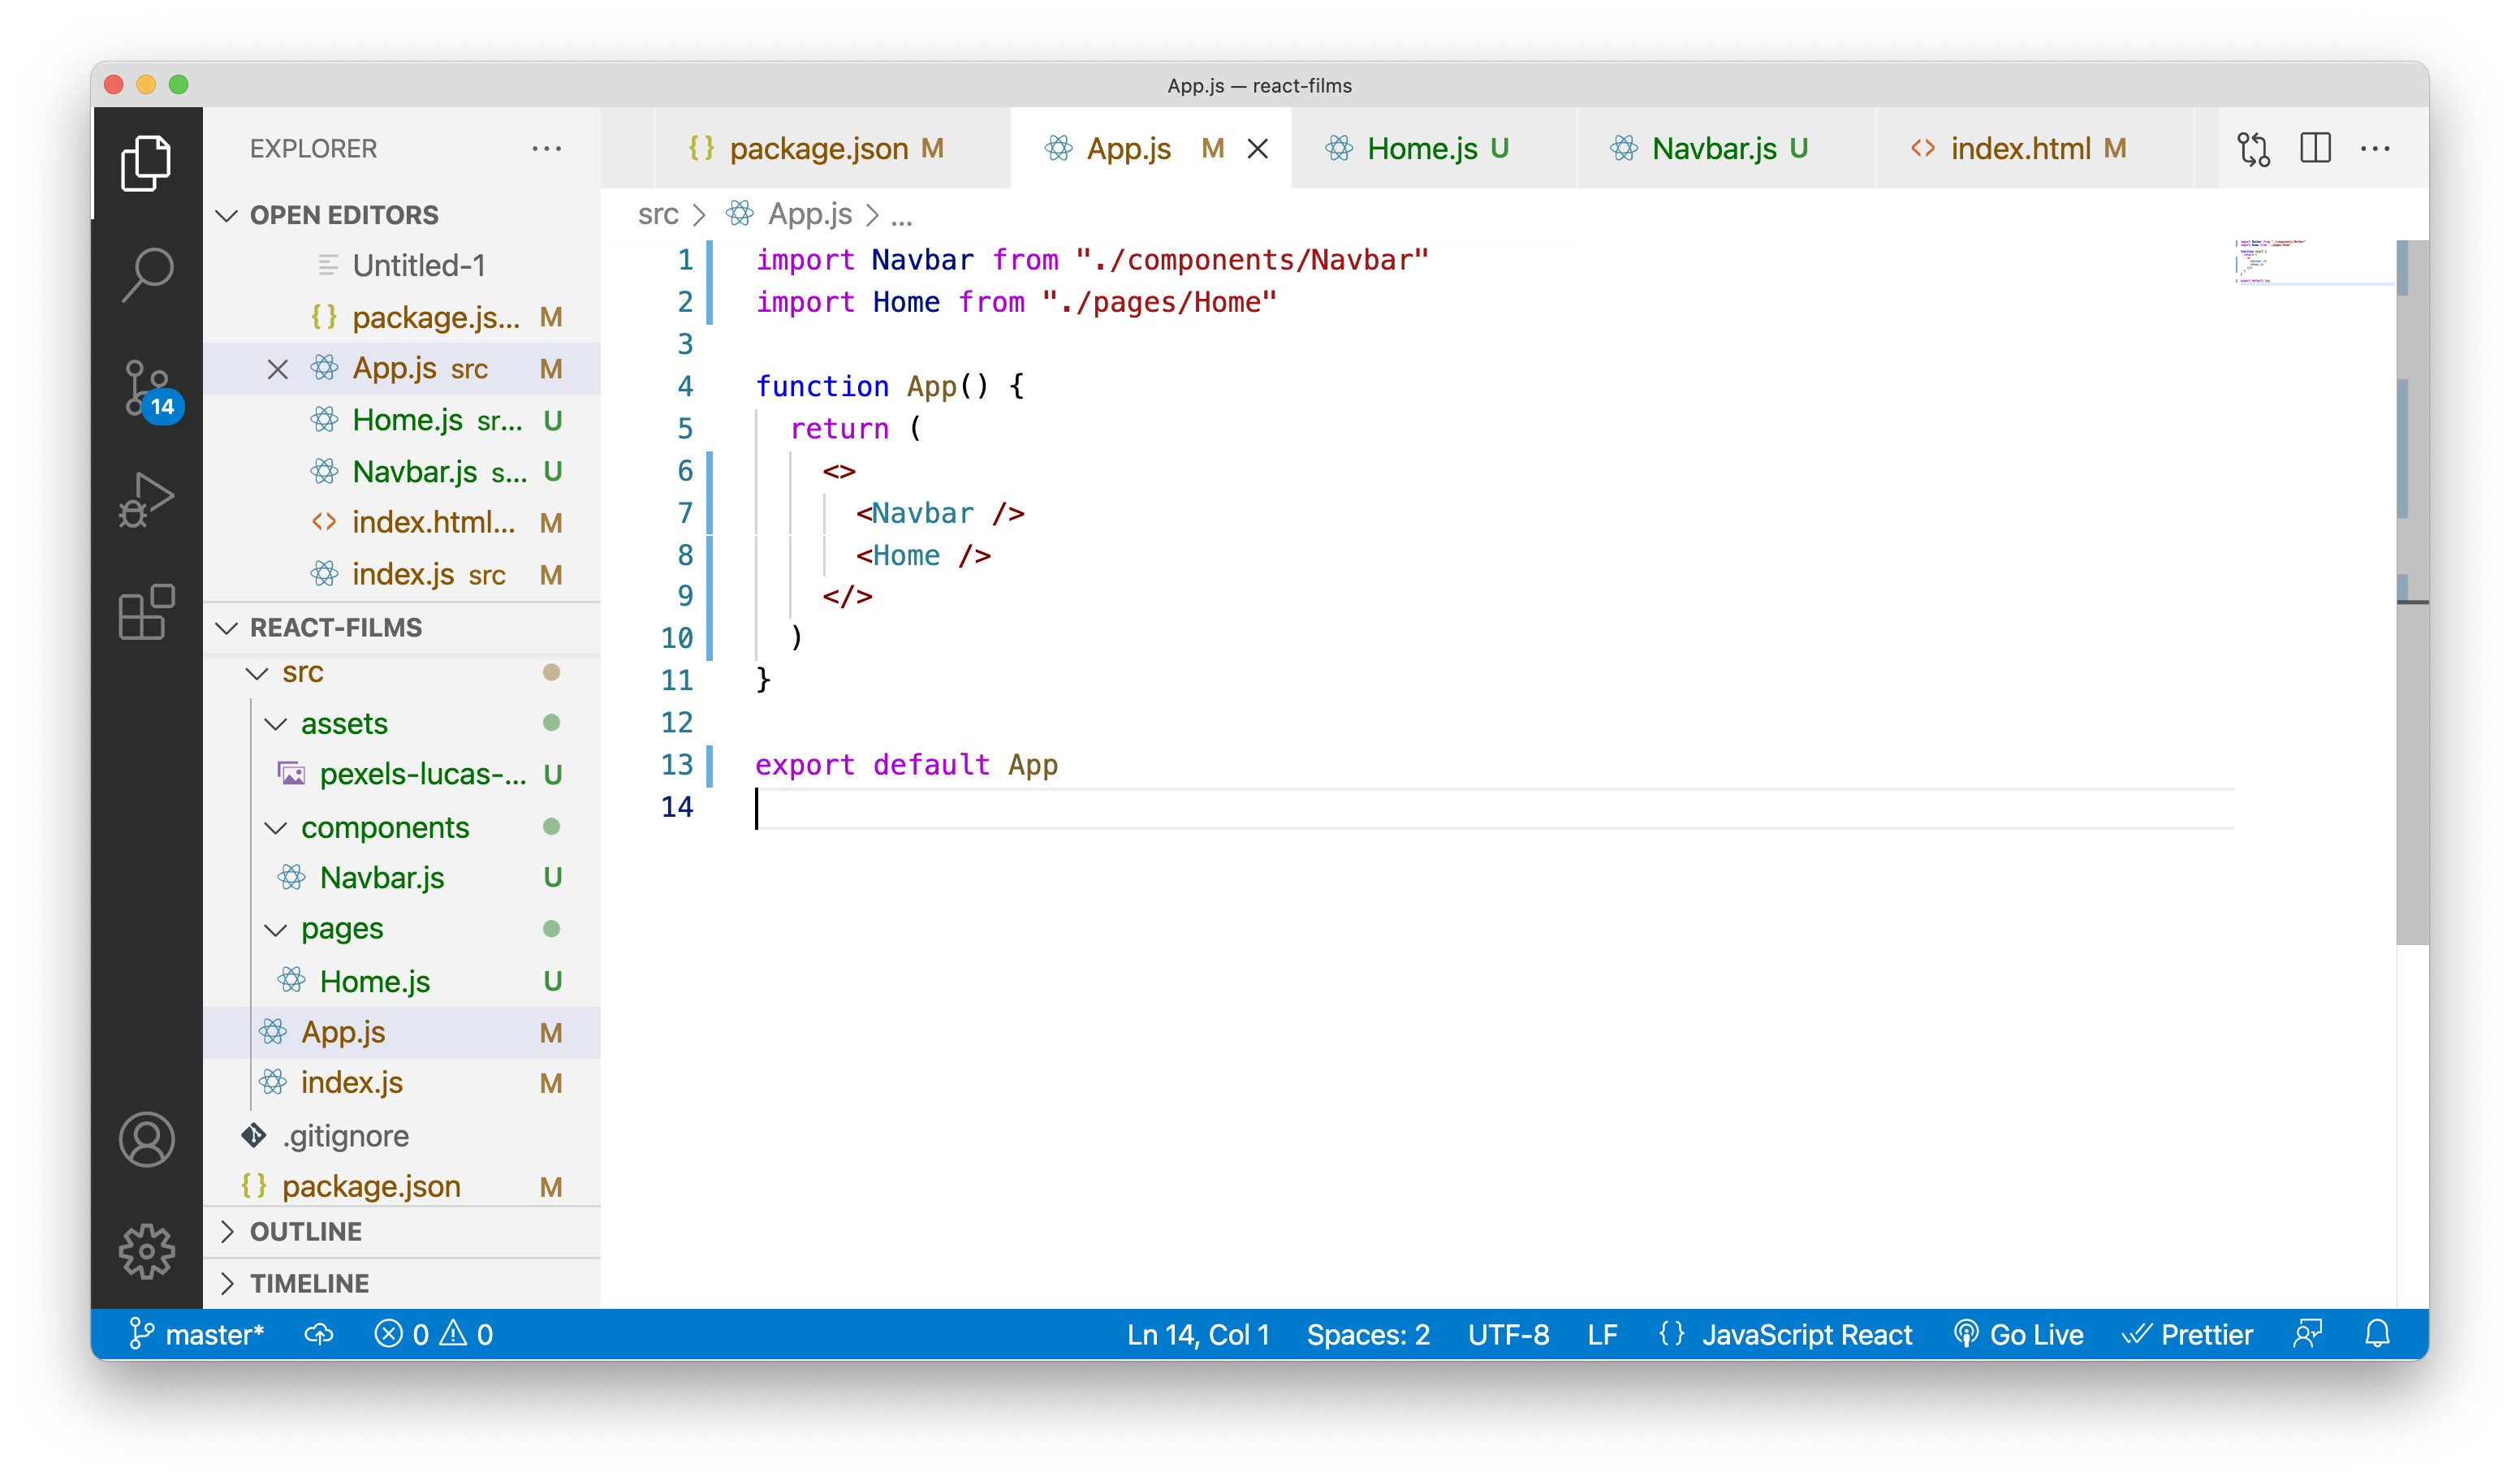 App.js — react-films
EXPLORER ···
OPEN EDITORS
Untitled-1
{} package.js... M
App.js src M
Home.js sr... U
Navbar.js s... U
<> index.html... M
index.js src M
REACT-FILMS
src
assets
pexels-lucas-... U
components
Navbar.js U
pages
Home.js U
App.js M
index.js M
.gitignore
{} package.json M
OUTLINE
TIMELINE
14
{} package.json M
App.js M
Home.js U
Navbar.js U
<> index.html M
···
src > App.js > ...
1 import Navbar from "./components/Navbar"
2 import Home from "./pages/Home"
3
4 function App() {
5   return (
6     <>
7       <Navbar />
8       <Home />
9     </>
10   )
11 }
12
13 export default App
14
master* 0 0 Ln 14, Col 1 Spaces: 2 UTF-8 LF {} JavaScript React Go Live Prettier